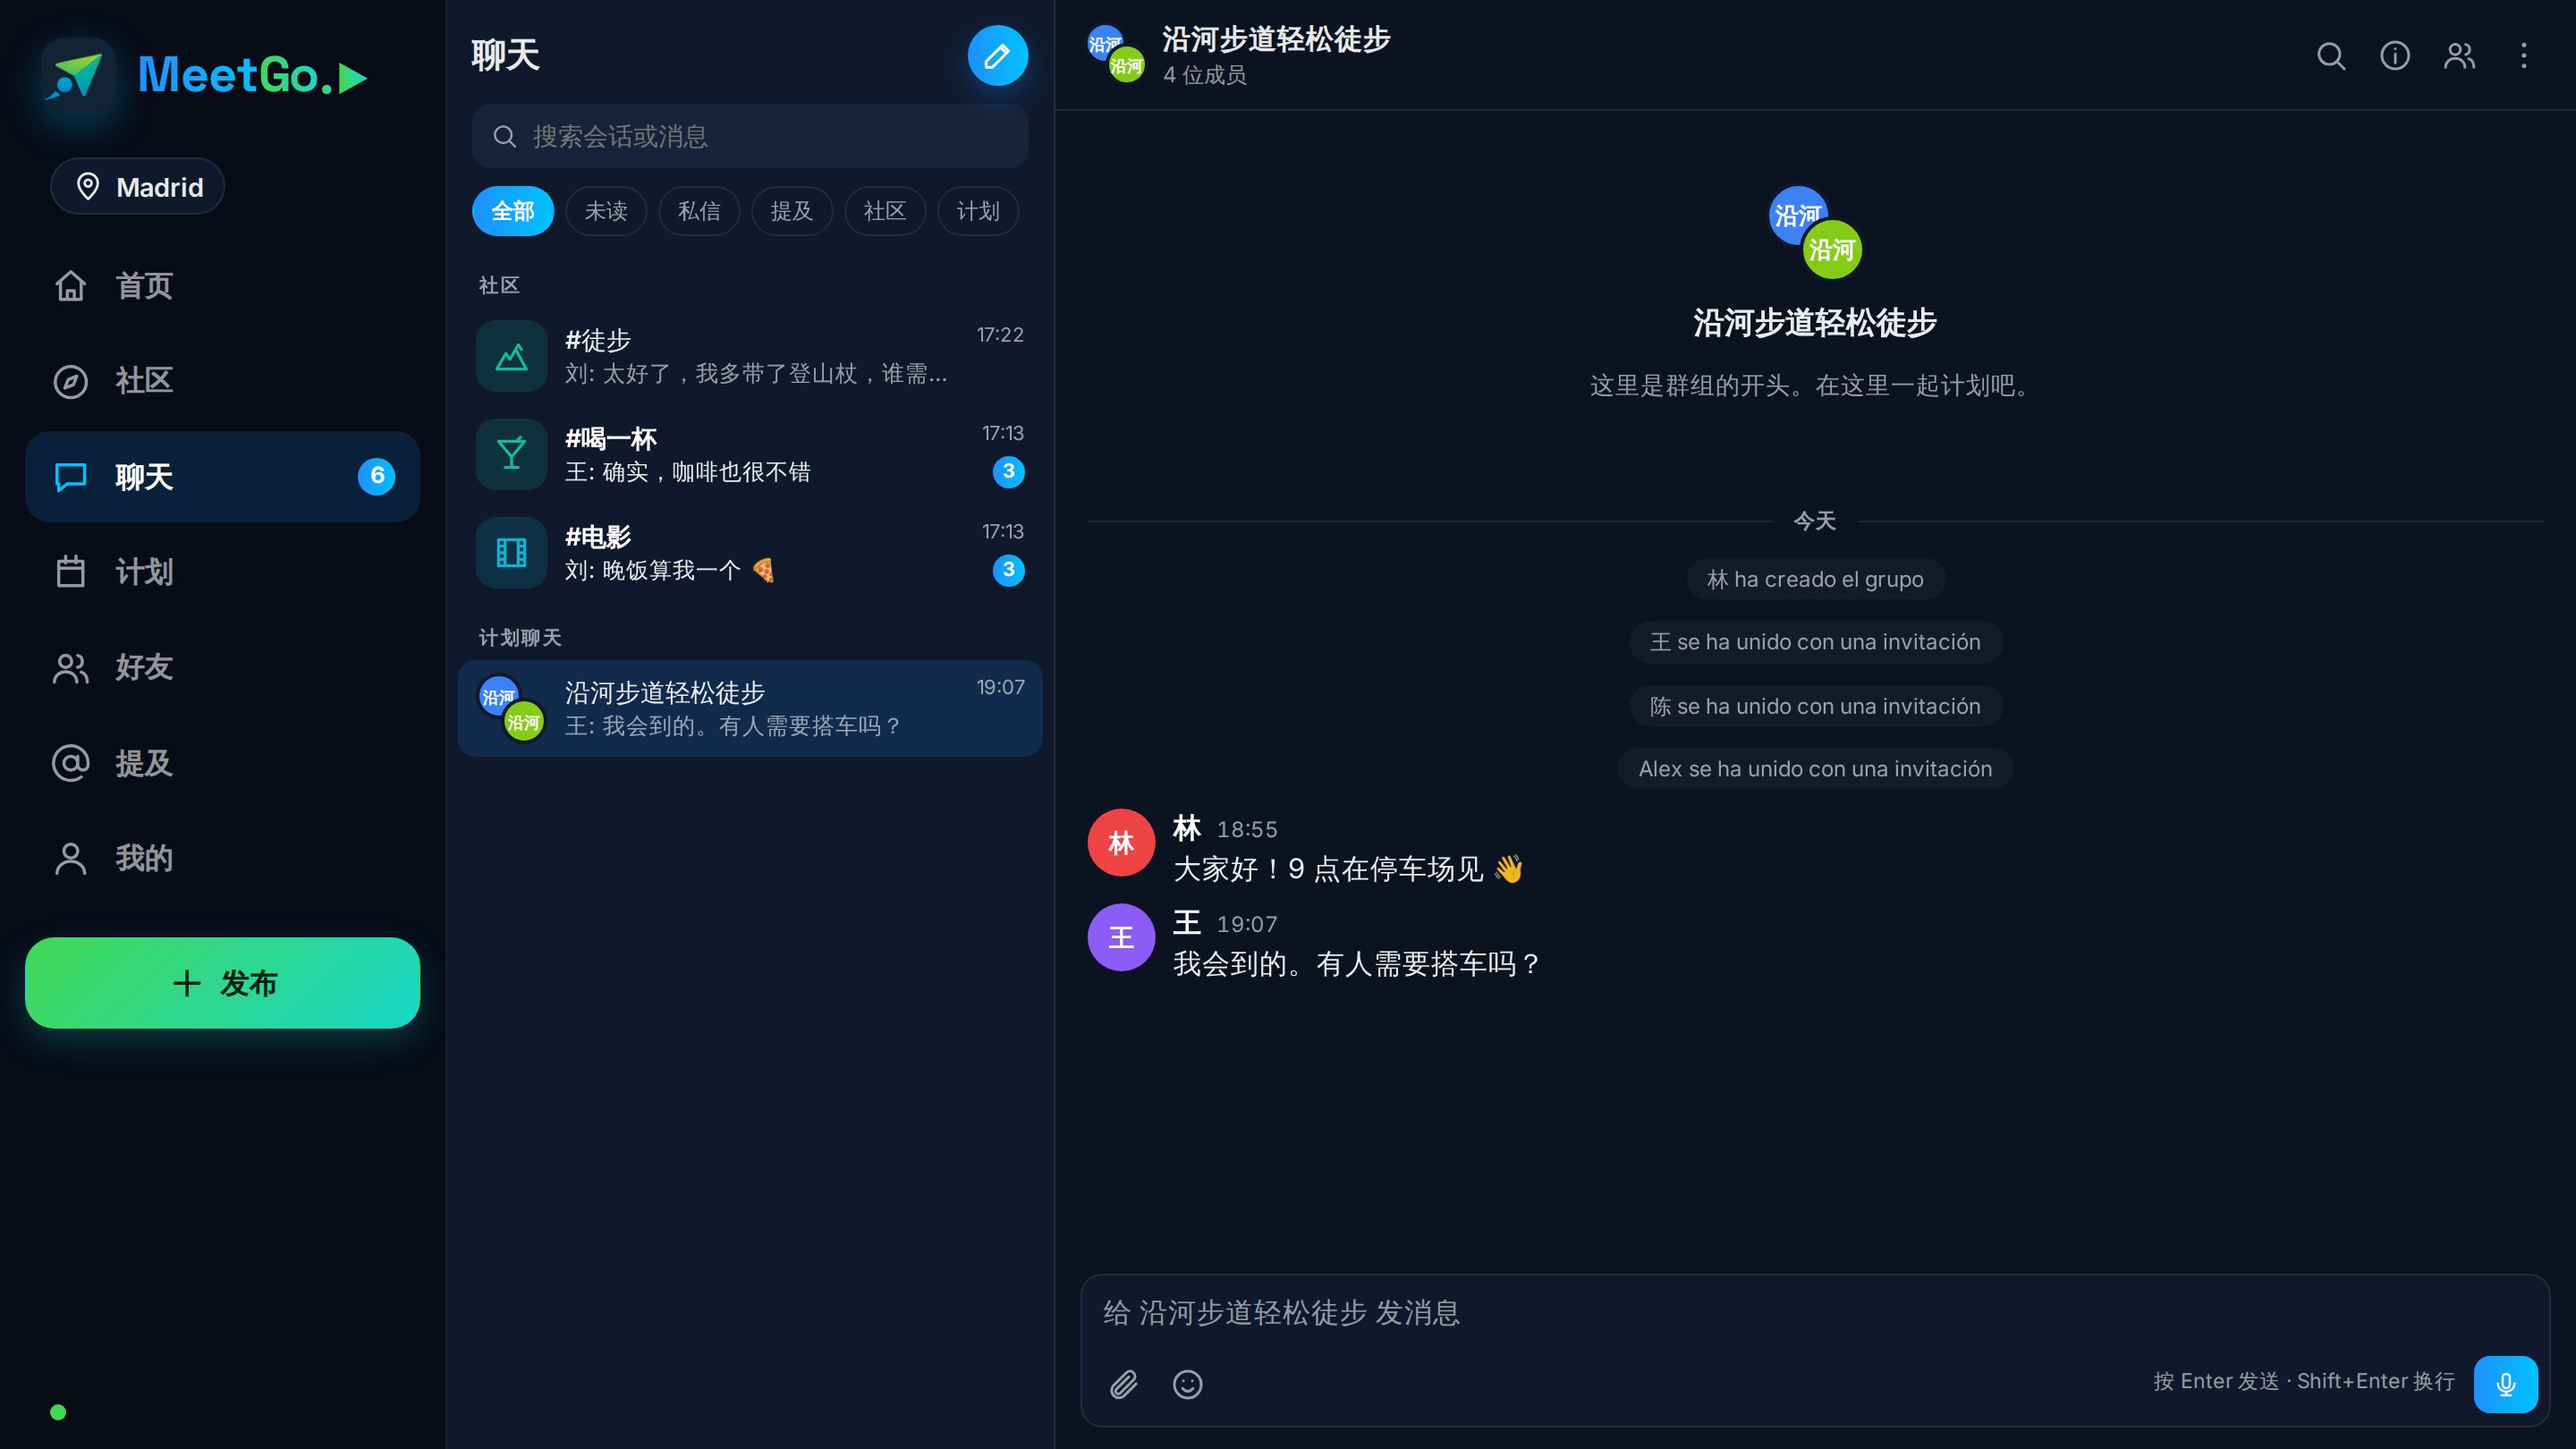 MeetGo.
Madrid
首页
社区
聊天
6
计划
好友
提及
我的
发布
聊天
搜索会话或消息
全部
未读
私信
提及
社区
计划
社区
#徒步
17:22
刘: 太好了，我多带了登山杖，谁需...
#喝一杯
17:13
王: 确实，咖啡也很不错
3
#电影
17:13
刘: 晚饭算我一个 🍕
3
计划聊天
沿河
沿河
沿河步道轻松徒步
19:07
王: 我会到的。有人需要搭车吗？
沿河
沿河
沿河步道轻松徒步
4 位成员
沿河
沿河
沿河步道轻松徒步
这里是群组的开头。在这里一起计划吧。
今天
林 ha creado el grupo
王 se ha unido con una invitación
陈 se ha unido con una invitación
Alex se ha unido con una invitación
林
林 18:55
大家好！9 点在停车场见 👋
王
王 19:07
我会到的。有人需要搭车吗？
给 沿河步道轻松徒步 发消息
按 Enter 发送 · Shift+Enter 换行